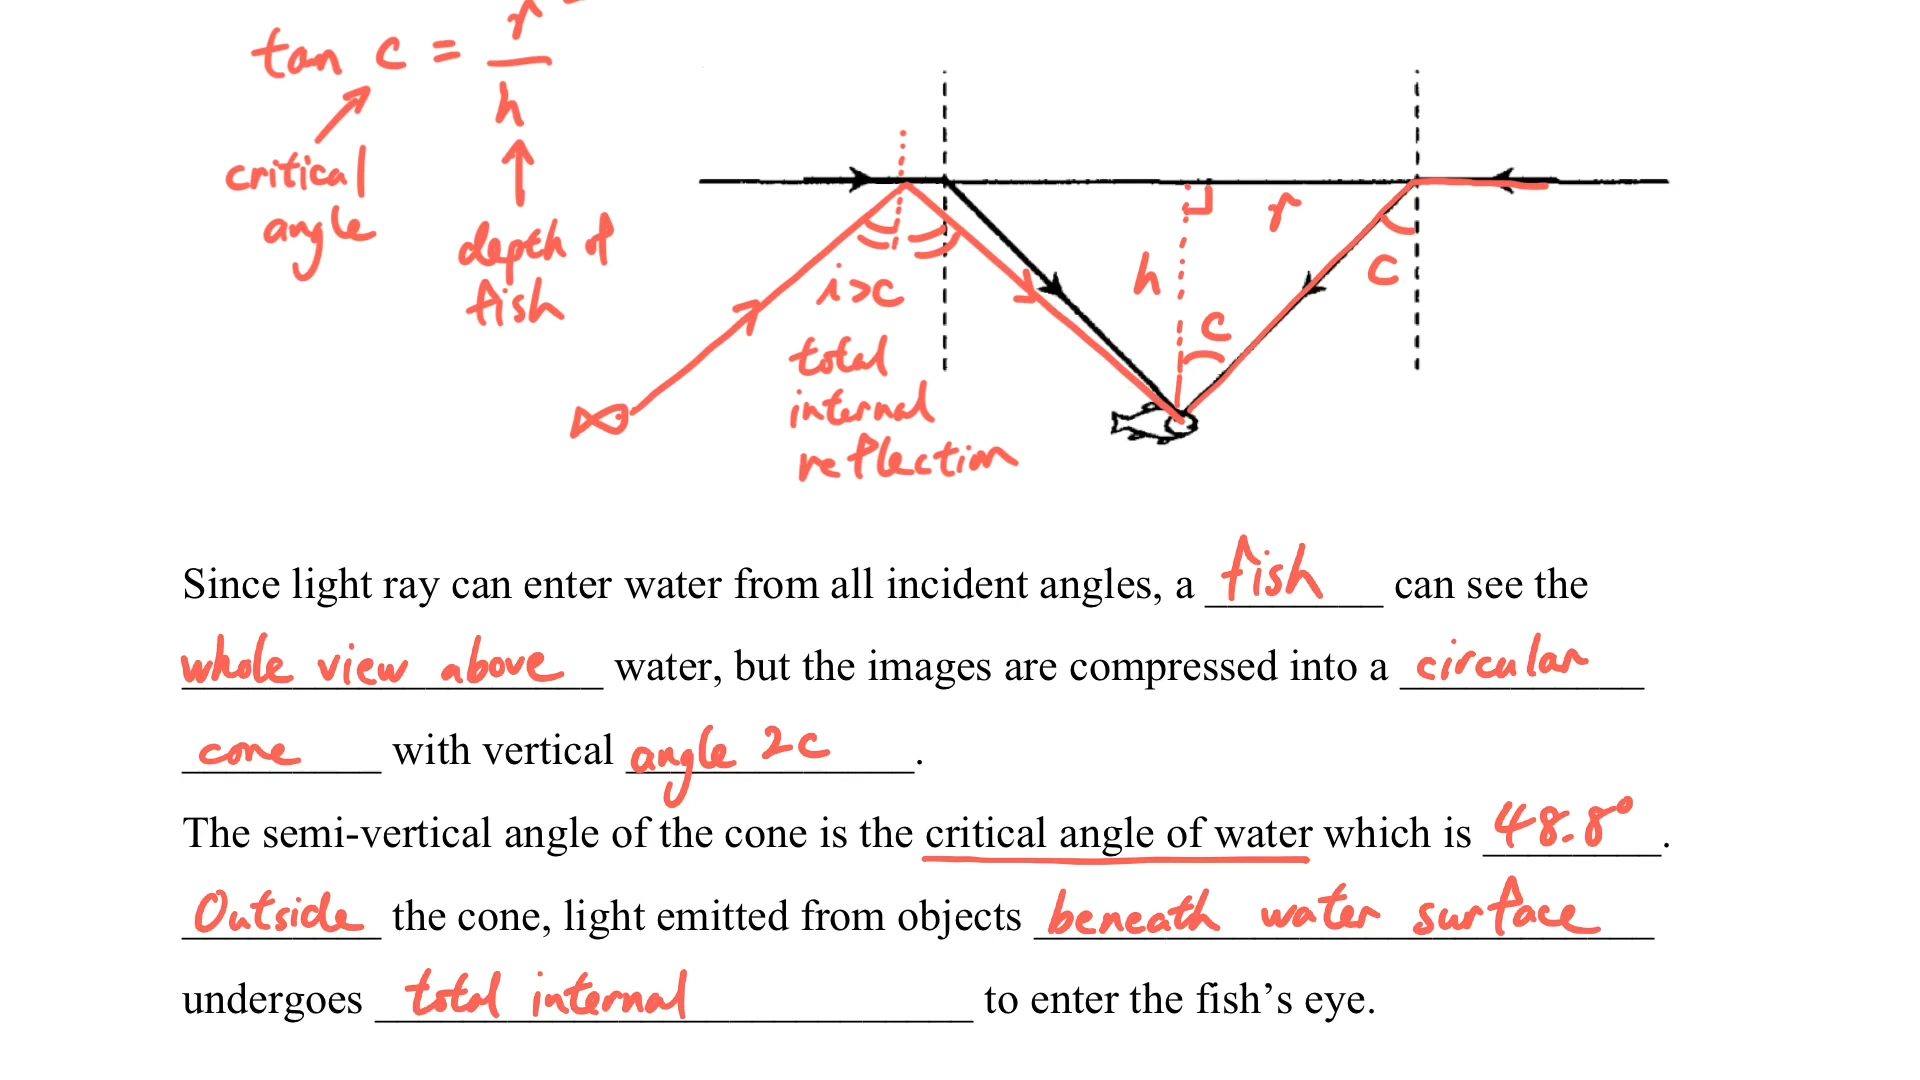 tan c = r
h
critical
angle
depth of
fish
i>c
total
internal
reflection
h
r
c
c
Since light ray can enter water from all incident angles, a fish can see the
whole view above water, but the images are compressed into a circular
cone with vertical angle 2c.
The semi-vertical angle of the cone is the critical angle of water which is 48.8°.
Outside the cone, light emitted from objects beneath water surface
undergoes total internal to enter the fish's eye.